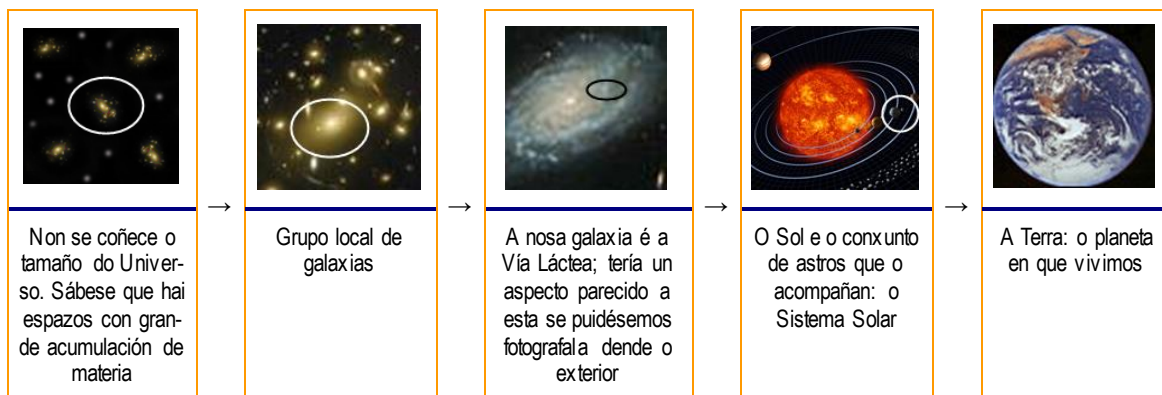 Non se coñece o
tamaño do Univer-
so. Sábese que hai
espazos con gran-
de acumulación de
materia
→
Grupo local de
galaxias
→
A nosa galaxia é a
Vía Láctea; tería un
aspecto parecido a
esta se puidésemos
fotografala dende o
exterior
→
O Sol e o conxunto
de astros que o
acompañan: o
Sistema Solar
→
A Terra: o planeta
en que vivimos